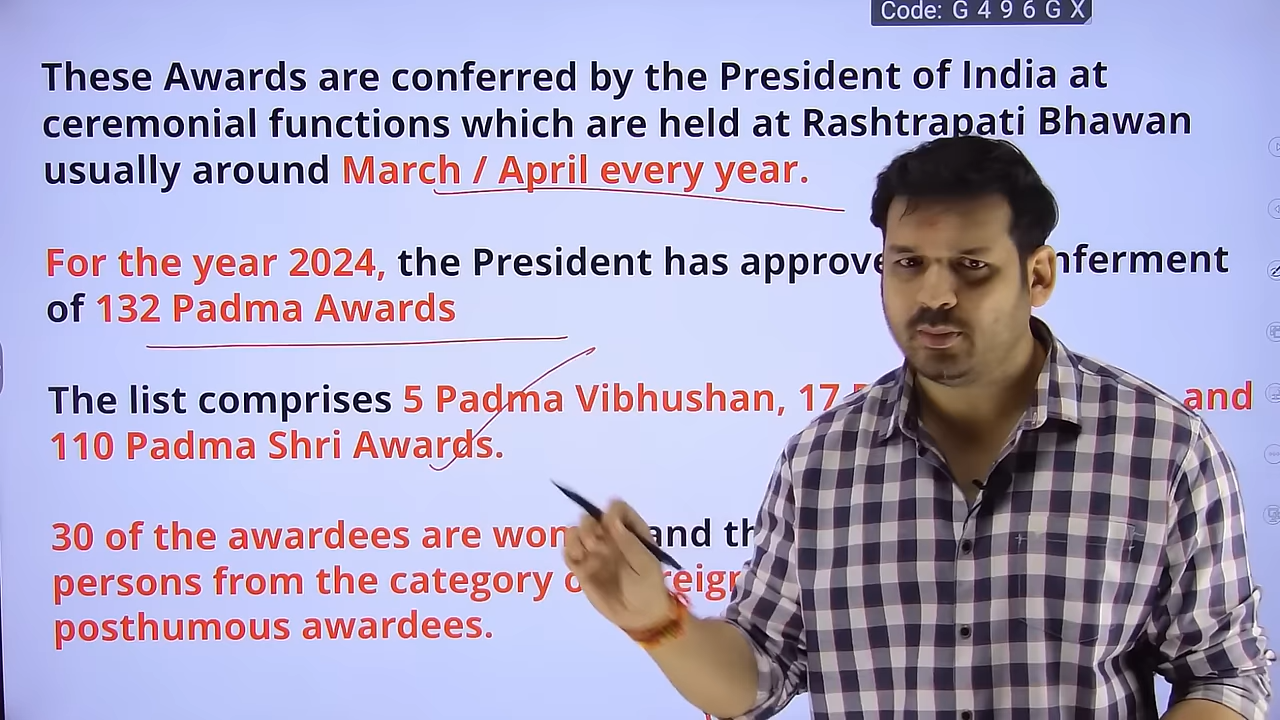 Code: G 4 9 6 G X
These Awards are conferred by the President of India at
ceremonial functions which are held at Rashtrapati Bhawan
usually around March / April every year.
For the year 2024, the President has approve nferment
of 132 Padma Awards
The list comprises 5 Padma Vibhushan, 17 and
110 Padma Shri Awards.
30 of the awardees are wom and th
persons from the category o reign
posthumous awardees.